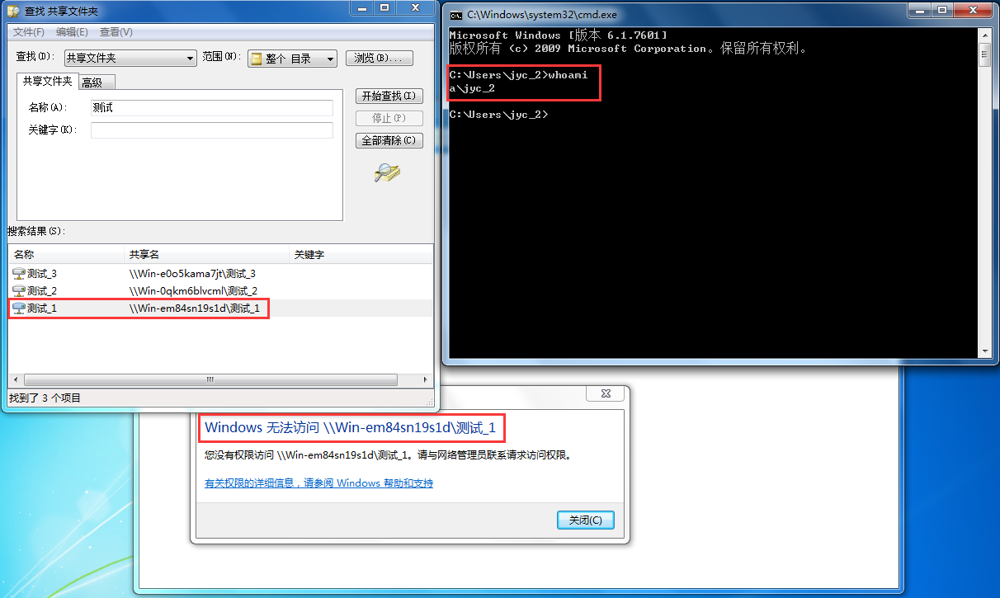 查找 共享文件夹
文件(F) 编辑(E) 查看(V)
查找(D): 共享文件夹 范围(N): 整个 目录 浏览(B)...
共享文件夹 高级
名称(A): 测试
关键字(K):
开始查找(I)
停止(P)
全部清除(C)
搜索结果(S):
名称 共享名 关键字
测试_3 \\Win-e0o5kama7jt\测试_3
测试_2 \\Win-0qkm6blvcml\测试_2
测试_1 \\Win-em84sn19s1d\测试_1
找到了 3 个项目
C:\Windows\system32\cmd.exe
Microsoft Windows [版本 6.1.7601]
版权所有 (c) 2009 Microsoft Corporation。保留所有权利。
C:\Users\jyc_2>whoami
a\jyc_2
C:\Users\jyc_2>
Windows 无法访问 \\Win-em84sn19s1d\测试_1
您没有权限访问 \\Win-em84sn19s1d\测试_1。请与网络管理员联系请求访问权限。
有关权限的详细信息，请参阅 Windows 帮助和支持
关闭(C)